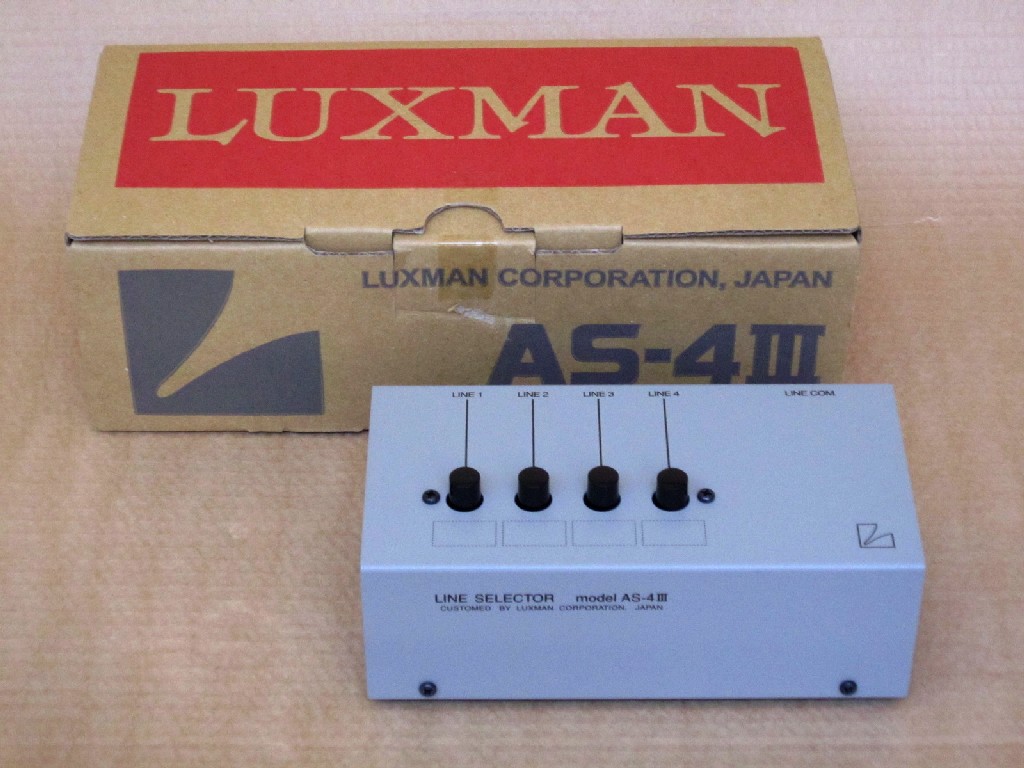 LUXMAN
LUXMAN CORPORATION, JAPAN
AS-4III
LINE 1 LINE 2 LINE 3 LINE 4 LINE COM.
LINE SELECTOR model AS-4III
CUSTOMED BY LUXMAN CORPORATION, JAPAN